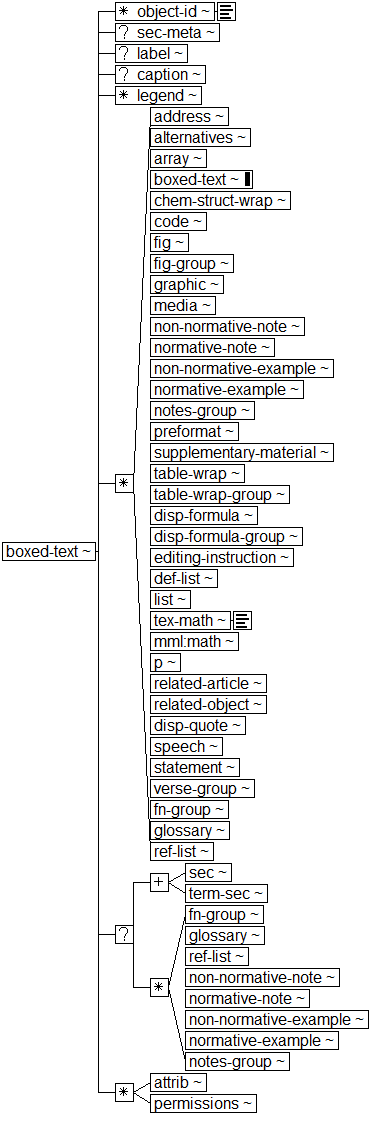 * object-id ~
? sec-meta ~
? label ~
? caption ~
* legend ~
address ~
alternatives ~
array ~
boxed-text ~
chem-struct-wrap ~
code ~
fig ~
fig-group ~
graphic ~
media ~
non-normative-note ~
normative-note ~
non-normative-example ~
normative-example ~
notes-group ~
preformat ~
supplementary-material ~
*
table-wrap ~
table-wrap-group ~
disp-formula ~
disp-formula-group ~
boxed-text ~
editing-instruction ~
def-list ~
list ~
tex-math ~
mml:math ~
p ~
related-article ~
related-object ~
disp-quote ~
speech ~
statement ~
verse-group ~
fn-group ~
glossary ~
ref-list ~
+
sec ~
term-sec ~
?
*
fn-group ~
glossary ~
ref-list ~
non-normative-note ~
normative-note ~
non-normative-example ~
normative-example ~
notes-group ~
*
attrib ~
permissions ~